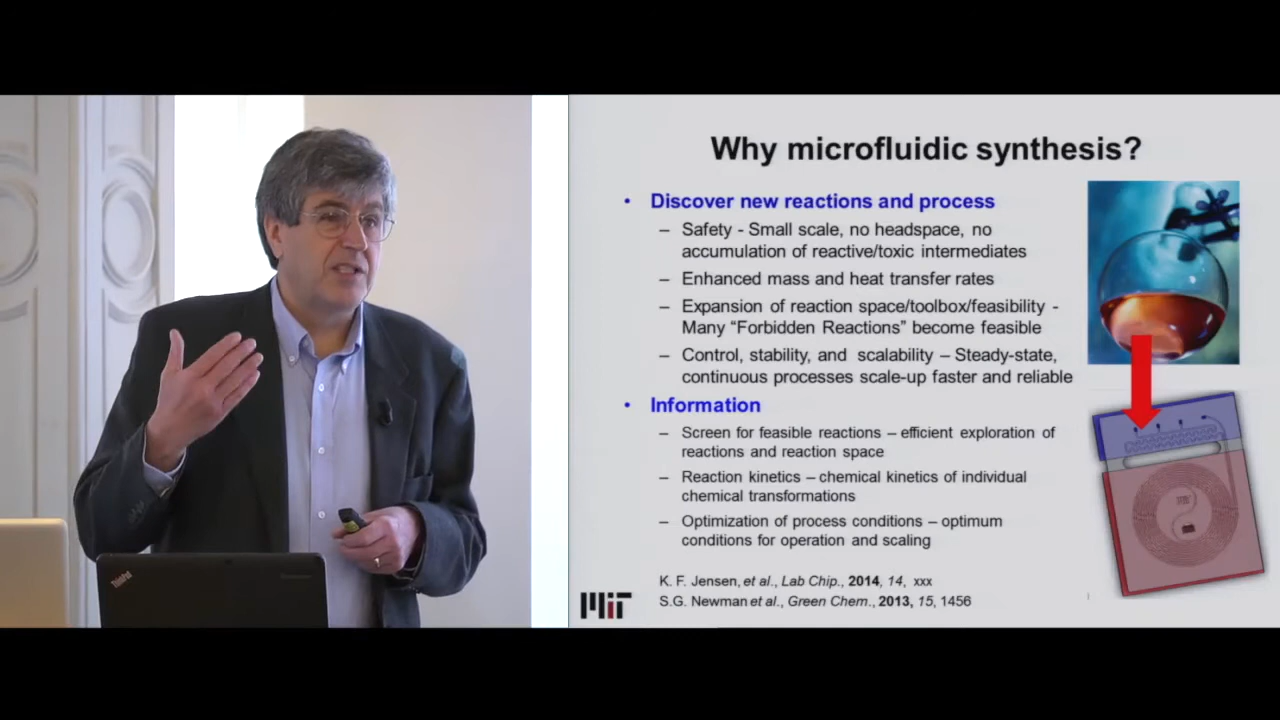 Why microfluidic synthesis?
• Discover new reactions and process
– Safety - Small scale, no headspace, no
accumulation of reactive/toxic intermediates
– Enhanced mass and heat transfer rates
– Expansion of reaction space/toolbox/feasibility -
Many “Forbidden Reactions” become feasible
– Control, stability, and scalability – Steady-state,
continuous processes scale-up faster and reliable
• Information
– Screen for feasible reactions – efficient exploration of
reactions and reaction space
– Reaction kinetics – chemical kinetics of individual
chemical transformations
– Optimization of process conditions – optimum
conditions for operation and scaling
K. F. Jensen, et al., Lab Chip., 2014, 14, xxx
S.G. Newman et al., Green Chem., 2013, 15, 1456
MIT
ThinkPad